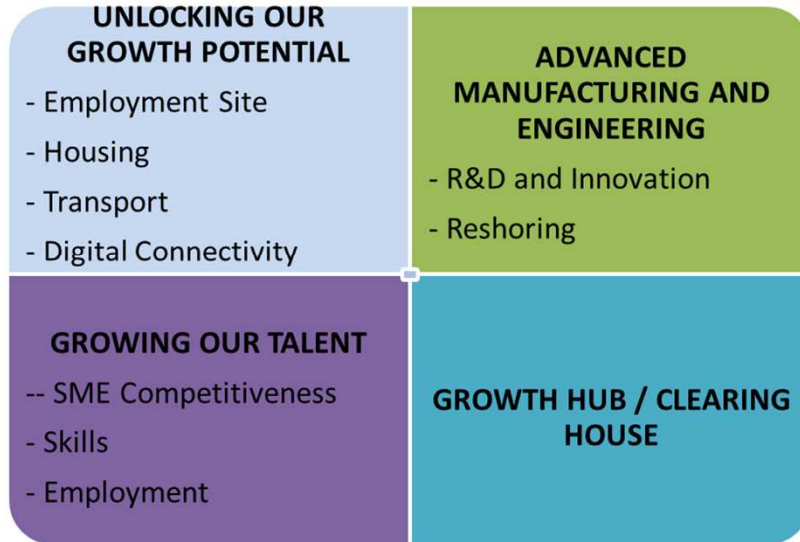 UNLOCKING OUR
GROWTH POTENTIAL
- Employment Site
- Housing
- Transport
- Digital Connectivity
ADVANCED
MANUFACTURING AND
ENGINEERING
- R&D and Innovation
- Reshoring
GROWING OUR TALENT
-- SME Competitiveness
- Skills
- Employment
GROWTH HUB / CLEARING
HOUSE